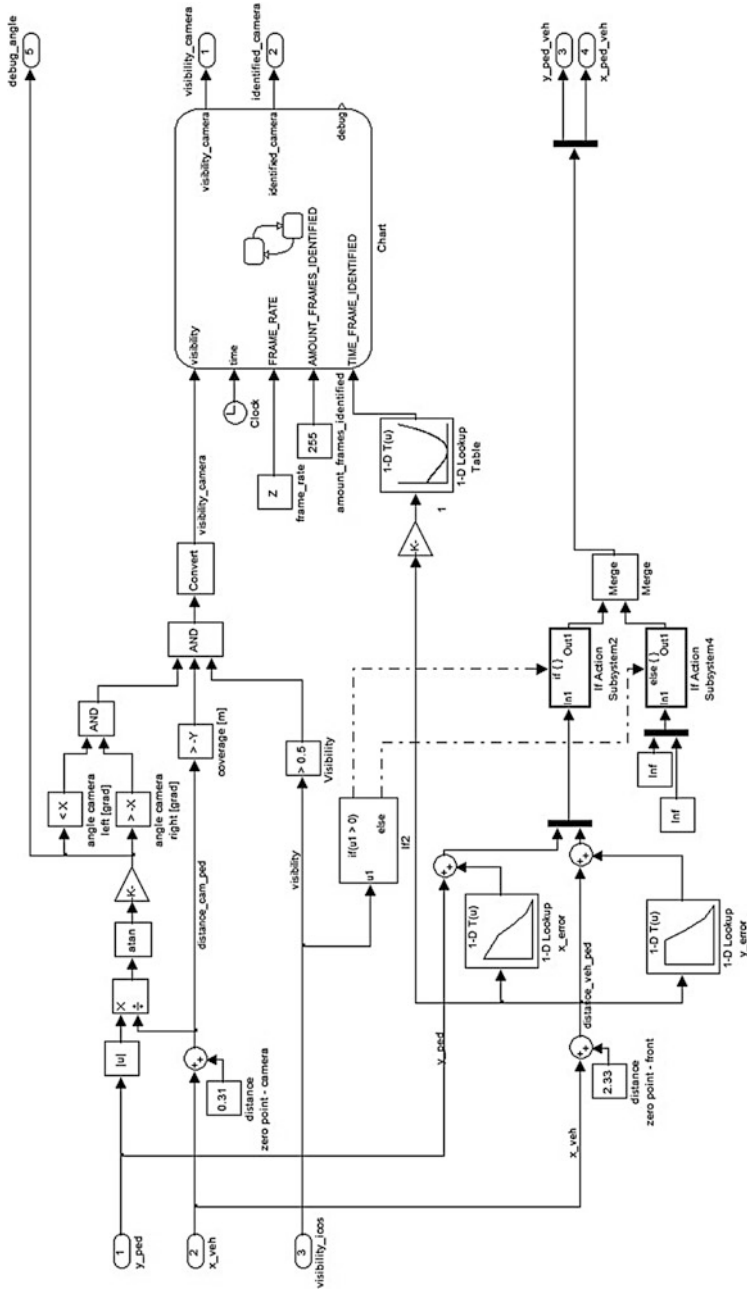 5
debug_angle
1
visibility_camera
2
identified_camera
visibility
time
FRAME_RATE
AMOUNT_FRAMES_IDENTIFIED
TIME_FRAME_IDENTIFIED
visibility_camera
identified_camera
debug
Chart
Clock
Z
frame_rate
255
amount_frames_identified
1-D T(u)
1-D Lookup
Table
K-
1
visibility_camera
Convert
AND
AND
< X
angle camera
left [grad]
> -X
angle camera
right [grad]
> -Y
coverage [m]
> 0.5
Visibility
K-
atan
X
÷
|u|
distance_cam_ped
++
0.31
distance
zero point - camera
1
y_ped
2
x_veh
3
visibility_icos
visibility
u1
if(u1 > 0)
else
If2
y_ped
++
1-D T(u)
1-D Lookup
x_error
x_veh
++
2.33
distance
zero point - front
distance_veh_ped
++
1-D T(u)
1-D Lookup
y_error
if { }
In1
Out1
If Action
Subsystem2
else { }
In1
Out1
If Action
Subsystem4
Inf
Inf
Merge
Merge
3
y_ped_veh
4
x_ped_veh